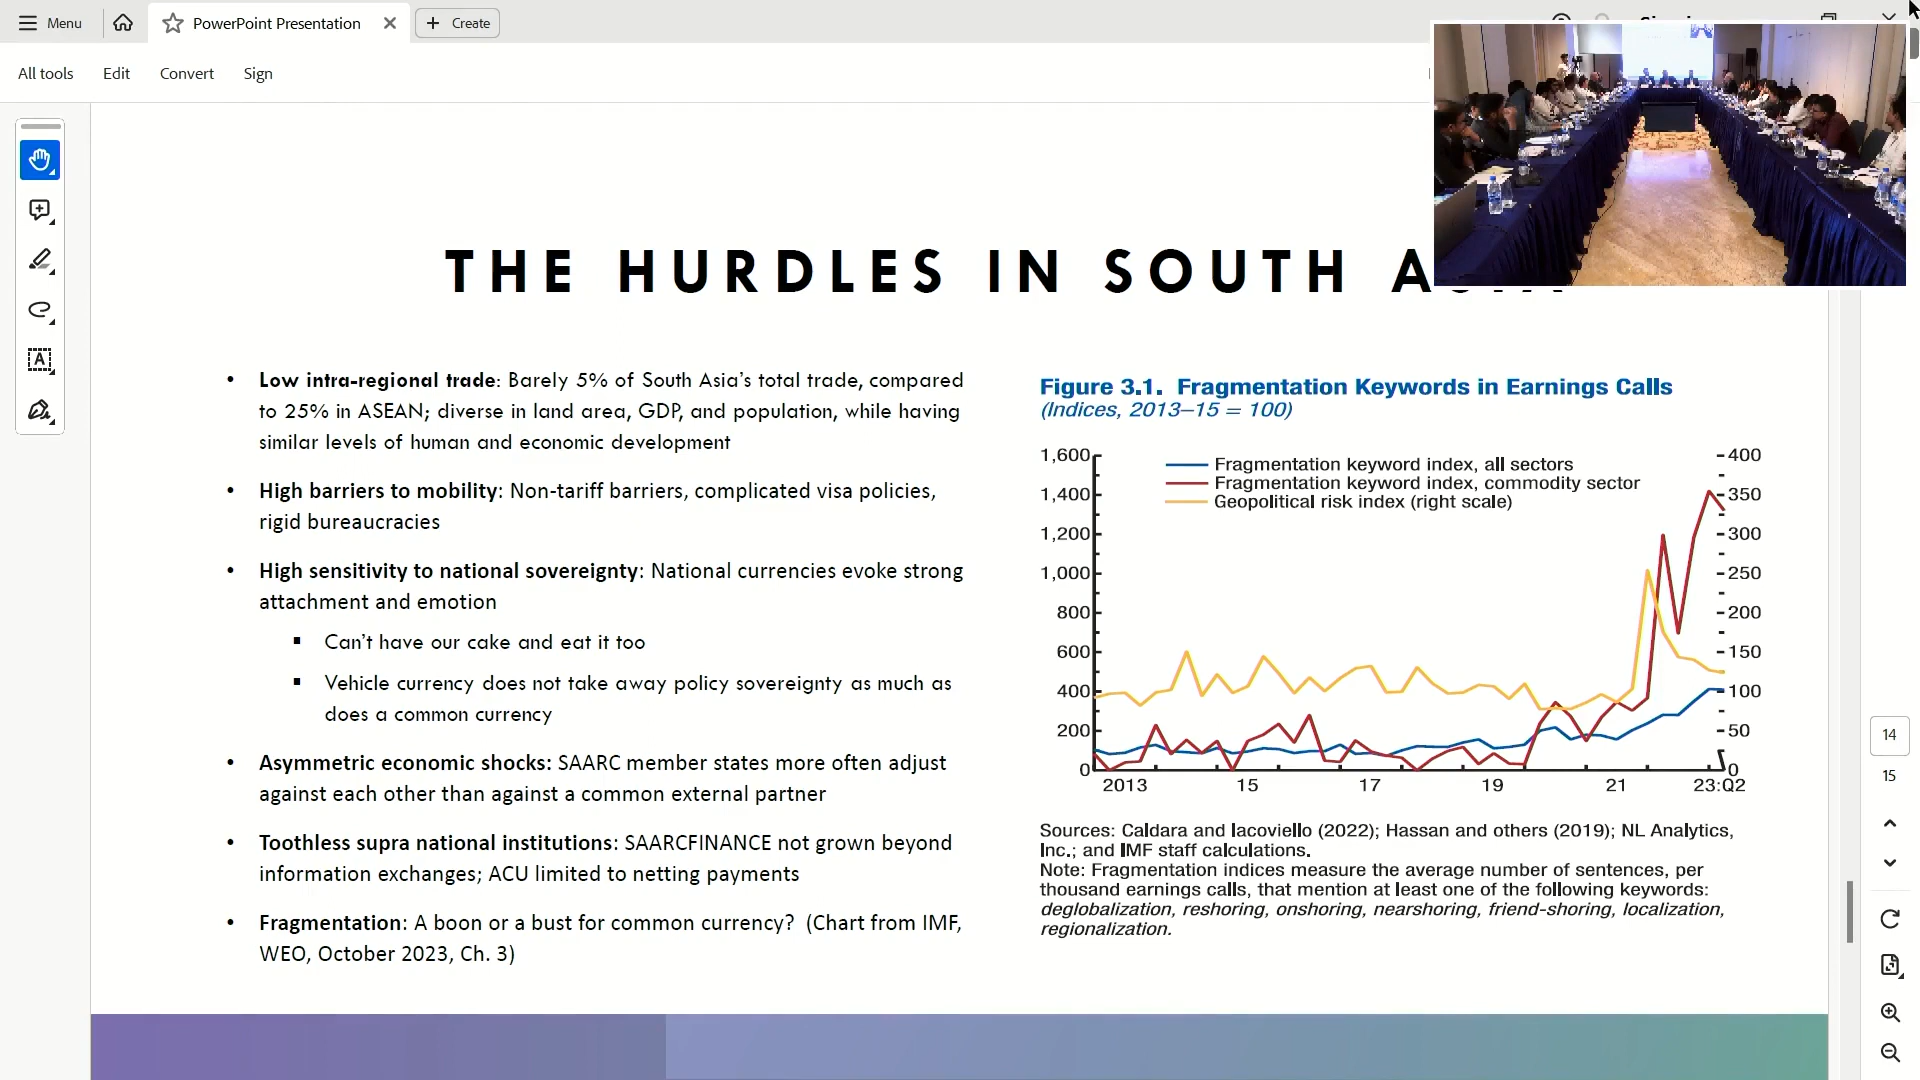 Menu
PowerPoint Presentation
Create
All tools
Edit
Convert
Sign
THE HURDLES IN SOUTH
• Low intra-regional trade: Barely 5% of South Asia's total trade, compared
to 25% in ASEAN; diverse in land area, GDP, and population, while having
similar levels of human and economic development
• High barriers to mobility: Non-tariff barriers, complicated visa policies,
rigid bureaucracies
• High sensitivity to national sovereignty: National currencies evoke strong
attachment and emotion
▪ Can't have our cake and eat it too
▪ Vehicle currency does not take away policy sovereignty as much as
does a common currency
• Asymmetric economic shocks: SAARC member states more often adjust
against each other than against a common external partner
• Toothless supra national institutions: SAARCFINANCE not grown beyond
information exchanges; ACU limited to netting payments
• Fragmentation: A boon or a bust for common currency? (Chart from IMF,
WEO, October 2023, Ch. 3)
Figure 3.1. Fragmentation Keywords in Earnings Calls
(Indices, 2013–15 = 100)
Fragmentation keyword index, all sectors
Fragmentation keyword index, commodity sector
Geopolitical risk index (right scale)
1,600
1,400
1,200
1,000
800
600
400
200
0
400
350
300
250
200
150
100
50
0
2013 15 17 19 21 23:Q2
Sources: Caldara and Iacoviello (2022); Hassan and others (2019); NL Analytics,
Inc.; and IMF staff calculations.
Note: Fragmentation indices measure the average number of sentences, per
thousand earnings calls, that mention at least one of the following keywords:
deglobalization, reshoring, onshoring, nearshoring, friend-shoring, localization,
regionalization.
14
15